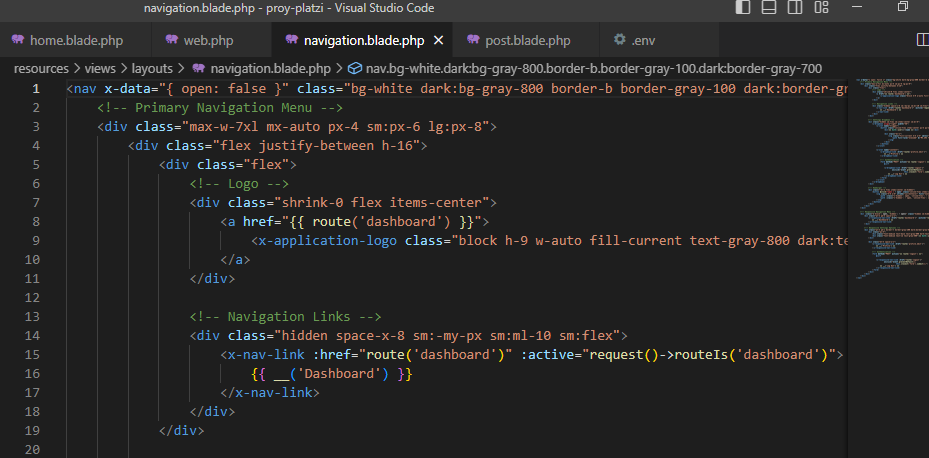 navigation.blade.php - proy-platzi - Visual Studio Code
home.blade.php web.php navigation.blade.php post.blade.php .env
resources > views > layouts > navigation.blade.php > nav.bg-white.dark:bg-gray-800.border-b.border-gray-100.dark:border-gray-700
1 <nav x-data="{ open: false }" class="bg-white dark:bg-gray-800 border-b border-gray-100 dark:border-gr
2 <!-- Primary Navigation Menu -->
3 <div class="max-w-7xl mx-auto px-4 sm:px-6 lg:px-8">
4 <div class="flex justify-between h-16">
5 <div class="flex">
6 <!-- Logo -->
7 <div class="shrink-0 flex items-center">
8 <a href="{{ route('dashboard') }}">
9 <x-application-logo class="block h-9 w-auto fill-current text-gray-800 dark:te
10 </a>
11 </div>
12
13 <!-- Navigation Links -->
14 <div class="hidden space-x-8 sm:-my-px sm:ml-10 sm:flex">
15 <x-nav-link :href="route('dashboard')" :active="request()->routeIs('dashboard')">
16 {{ __('Dashboard') }}
17 </x-nav-link>
18 </div>
19 </div>
20